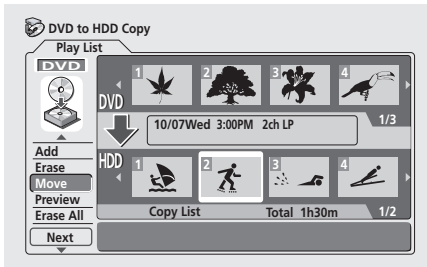 DVD to HDD Copy
Play List
DVD
1 2 3 4
DVD
10/07Wed 3:00PM 2ch LP
1/3
Add
Erase
Move
Preview
Erase All
Next
HDD
1 2 3 4
Copy List Total 1h30m 1/2